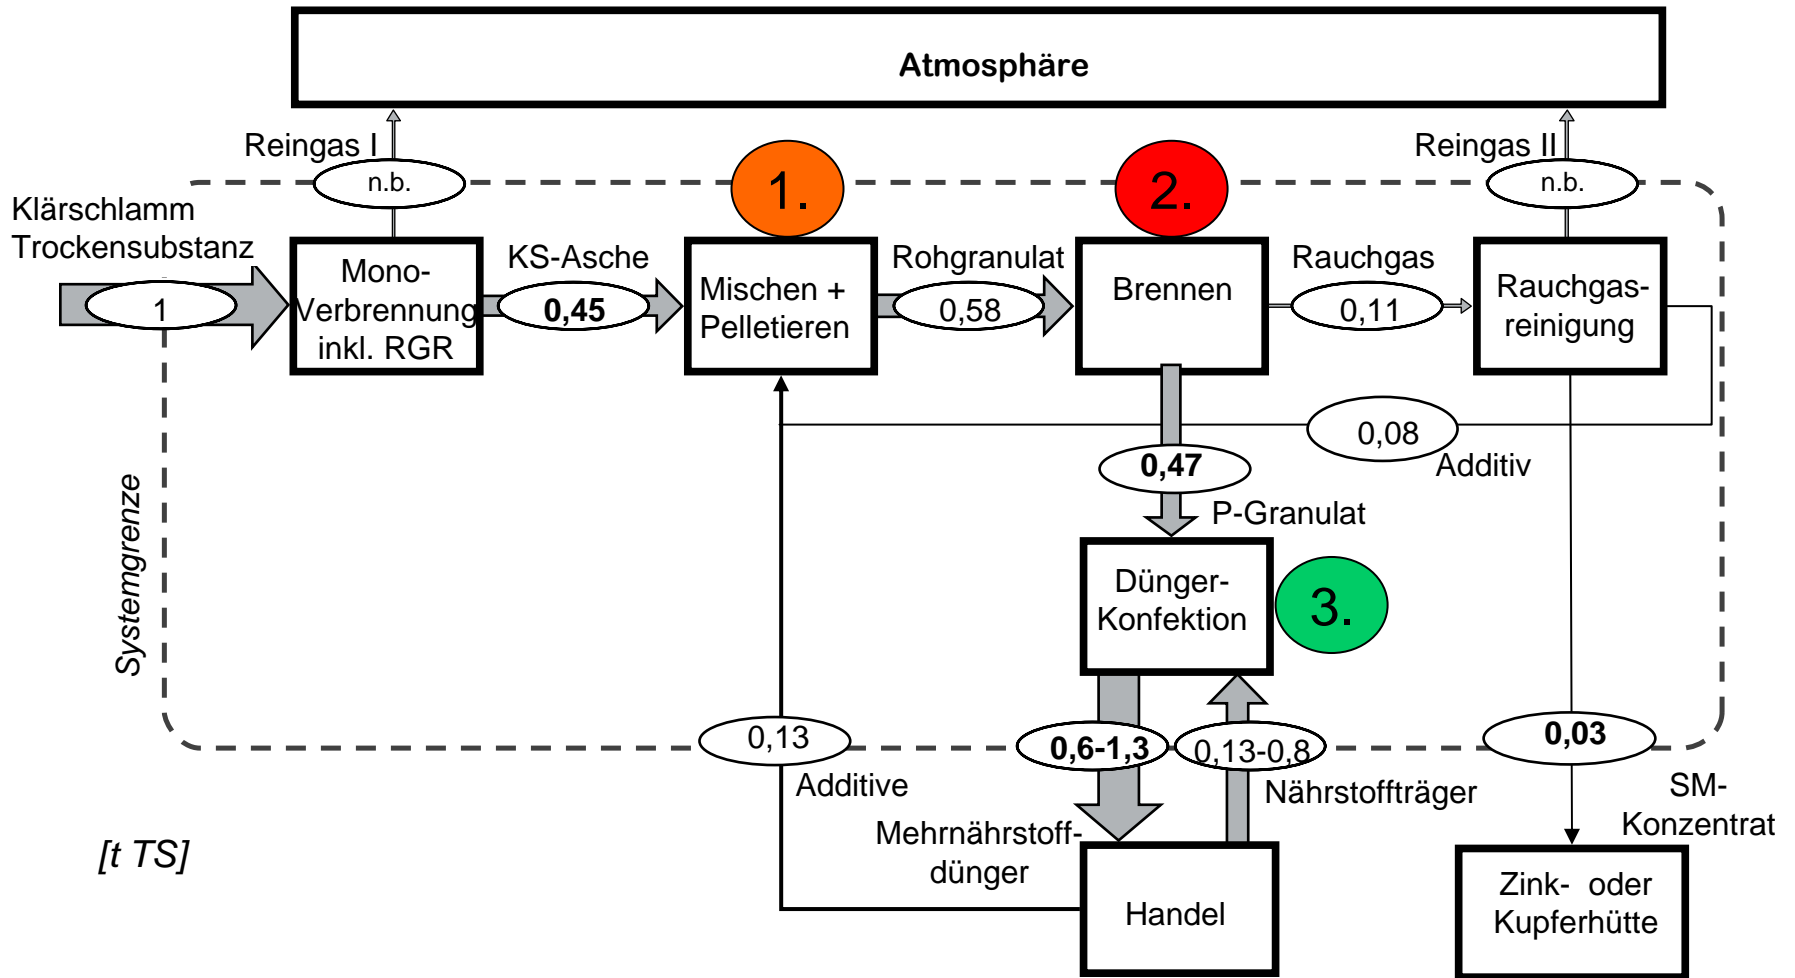 Atmosphäre
Reingas I
n.b.
1.
2.
Reingas II
n.b.
Klärschlamm
Trockensubstanz
1
Mono-
Verbrennung
inkl. RGR
KS-Asche
0,45
Mischen +
Pelletieren
Rohgranulat
0,58
Brennen
Rauchgas
0,11
Rauchgas-
reinigung
0,08
Additiv
0,47
P-Granulat
Systemgrenze
Dünger-
Konfektion
3.
0,13
Additive
0,6-1,3
0,13-0,8
Nährstoffträger
0,03
SM-
Konzentrat
Mehrnährstoff-
dünger
[t TS]
Handel
Zink- oder
Kupferhütte